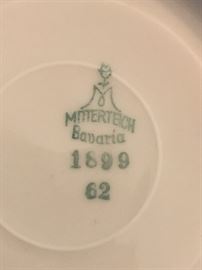 MITTERTEICH
Bavaria
1899
62